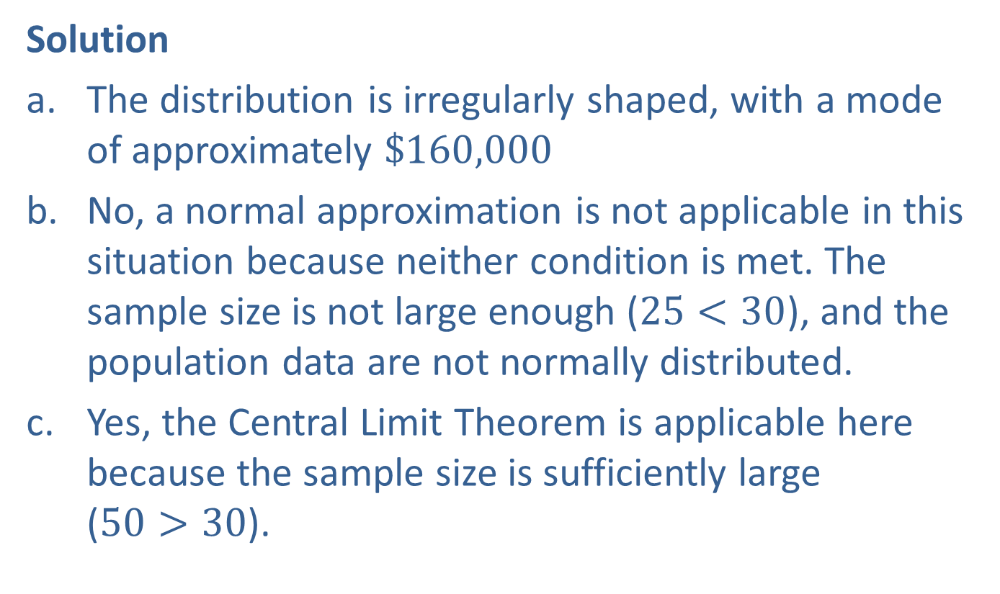 Solution
a. The distribution is irregularly shaped, with a mode
of approximately $160,000
b. No, a normal approximation is not applicable in this
situation because neither condition is met. The
sample size is not large enough (25 < 30), and the
population data are not normally distributed.
c. Yes, the Central Limit Theorem is applicable here
because the sample size is sufficiently large
(50 > 30).